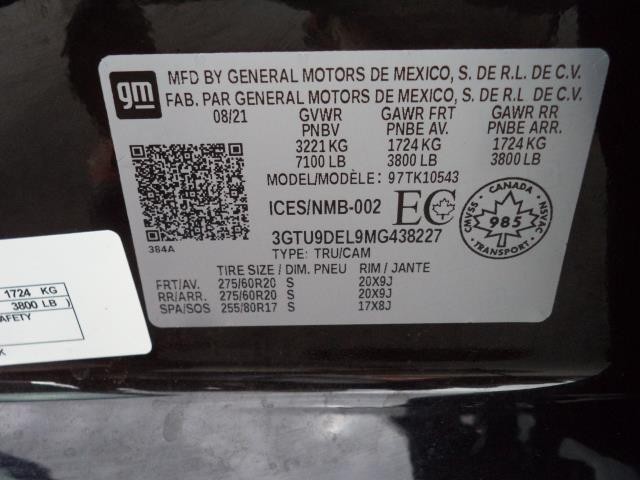 gm
MFD BY GENERAL MOTORS DE MEXICO, S. DE R.L. DE C.V.
FAB. PAR GENERAL MOTORS DE MEXICO, S. DE R.L DE C.V.
08/21 GVWR GAWR FRT GAWR RR
PNBV PNBE AV. PNBE ARR.
3221 KG 1724 KG 1724 KG
7100 LB 3800 LB 3800 LB
MODEL/MODÈLE: 97TK10543
ICES/NMB-002 EC
CANADA
CMVSS 985 NSVAC
TRANSPORT
384A 3GTU9DEL9MG438227
TYPE: TRU/CAM
TIRE SIZE / DIM. PNEU RIM / JANTE
FRT/AV. 275/60R20 S 20X9J
RR/ARR. 275/60R20 S 20X9J
SPA/SOS 255/80R17 S 17X8J
1724 KG
3800 LB )
AFETY